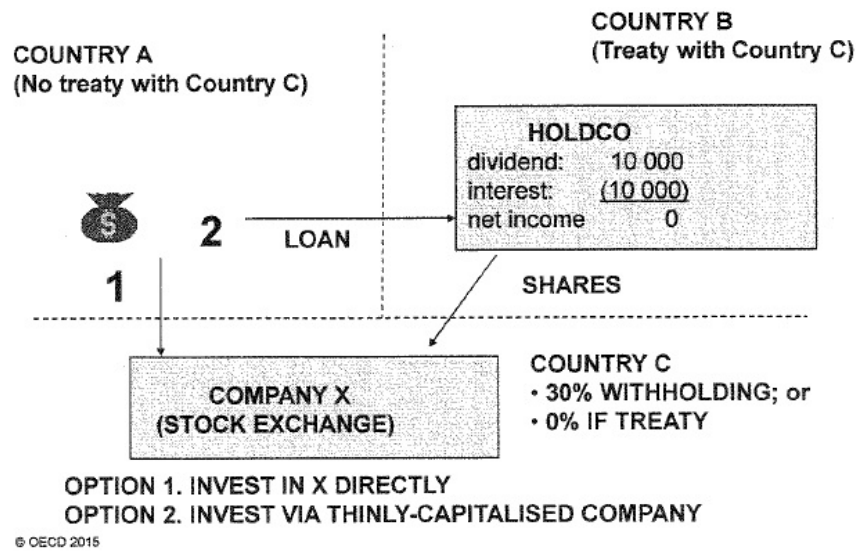 COUNTRY A
(No treaty with Country C)
COUNTRY B
(Treaty with Country C)
HOLDCO
dividend: 10 000
interest: (10 000)
net income 0
$
2
LOAN
1
SHARES
COMPANY X
(STOCK EXCHANGE)
COUNTRY C
• 30% WITHHOLDING; or
• 0% IF TREATY
OPTION 1. INVEST IN X DIRECTLY
OPTION 2. INVEST VIA THINLY-CAPITALISED COMPANY
© OECD 2015